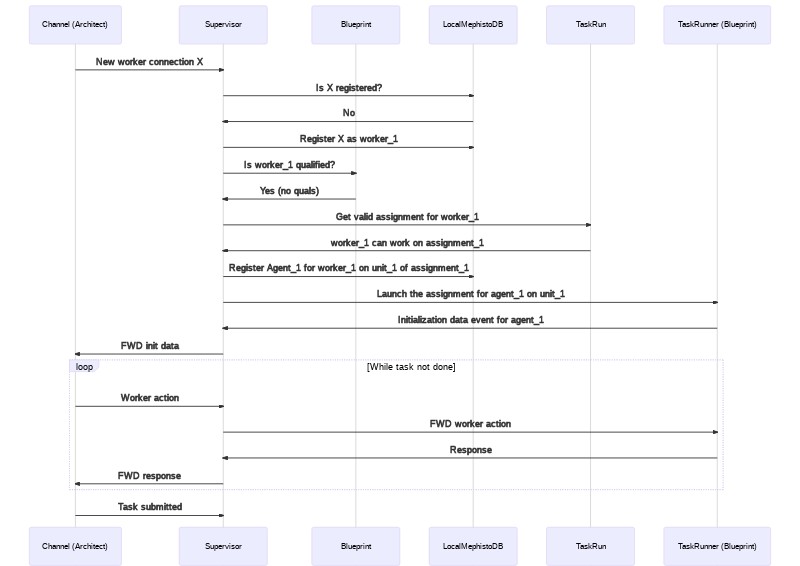 Channel (Architect) Supervisor Blueprint LocalMephistoDB TaskRun TaskRunner (Blueprint)
New worker connection X
Is X registered?
No
Register X as worker_1
Is worker_1 qualified?
Yes (no quals)
Get valid assignment for worker_1
worker_1 can work on assignment_1
Register Agent_1 for worker_1 on unit_1 of assignment_1
Launch the assignment for agent_1 on unit_1
Initialization data event for agent_1
FWD init data
loop [While task not done]
Worker action
FWD worker action
Response
FWD response
Task submitted
Channel (Architect) Supervisor Blueprint LocalMephistoDB TaskRun TaskRunner (Blueprint)